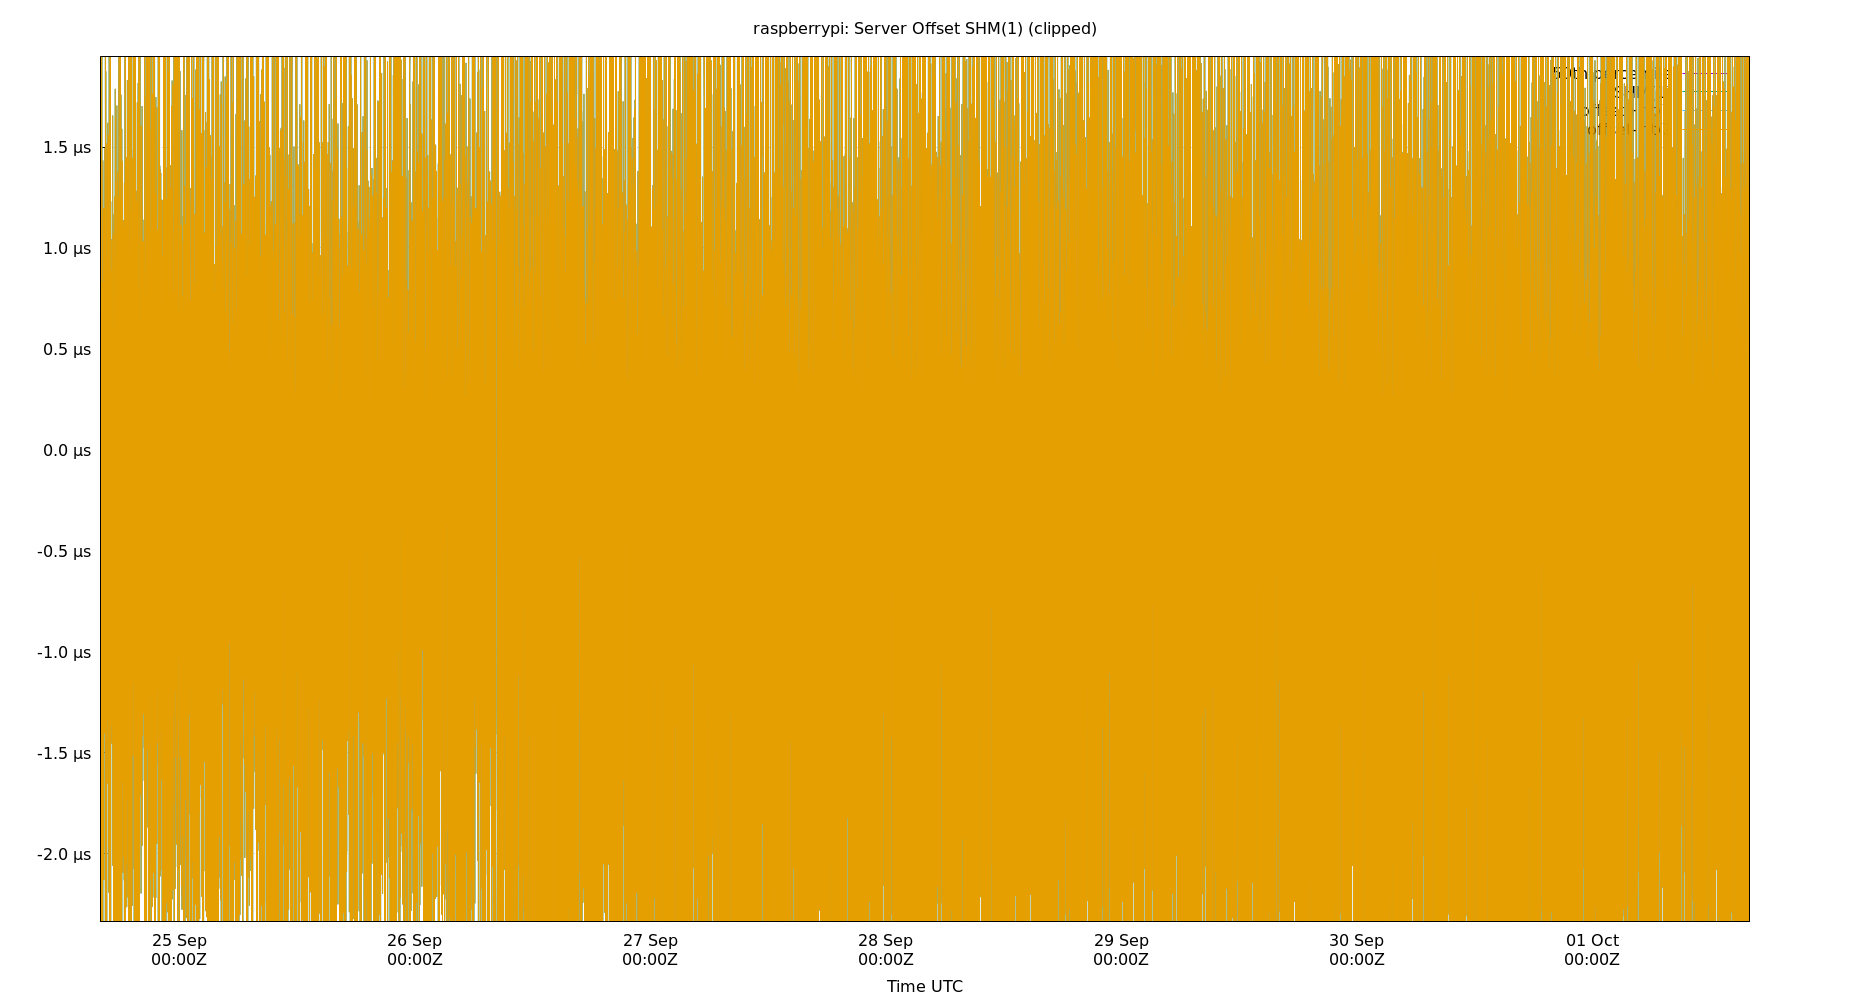 raspberrypi: Server Offset SHM(1) (clipped)
1.5 µs
1.0 µs
0.5 µs
0.0 µs
-0.5 µs
-1.0 µs
-1.5 µs
-2.0 µs
25 Sep
00:00Z
26 Sep
00:00Z
27 Sep
00:00Z
28 Sep
00:00Z
29 Sep
00:00Z
30 Sep
00:00Z
01 Oct
00:00Z
Time UTC